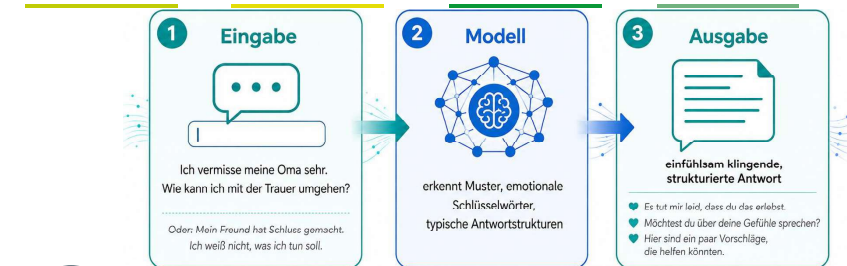 1
Eingabe
Ich vermisse meine Oma sehr.
Wie kann ich mit der Trauer umgehen?
Oder: Mein Freund hat Schluss gemacht.
Ich weiß nicht, was ich tun soll.
2
Modell
erkennt Muster, emotionale
Schlüsselwörter,
typische Antwortstrukturen
3
Ausgabe
einfühlsam klingende,
strukturierte Antwort
Es tut mir leid, dass du das erlebst.
Möchtest du über deine Gefühle sprechen?
Hier sind ein paar Vorschläge,
die helfen könnten.